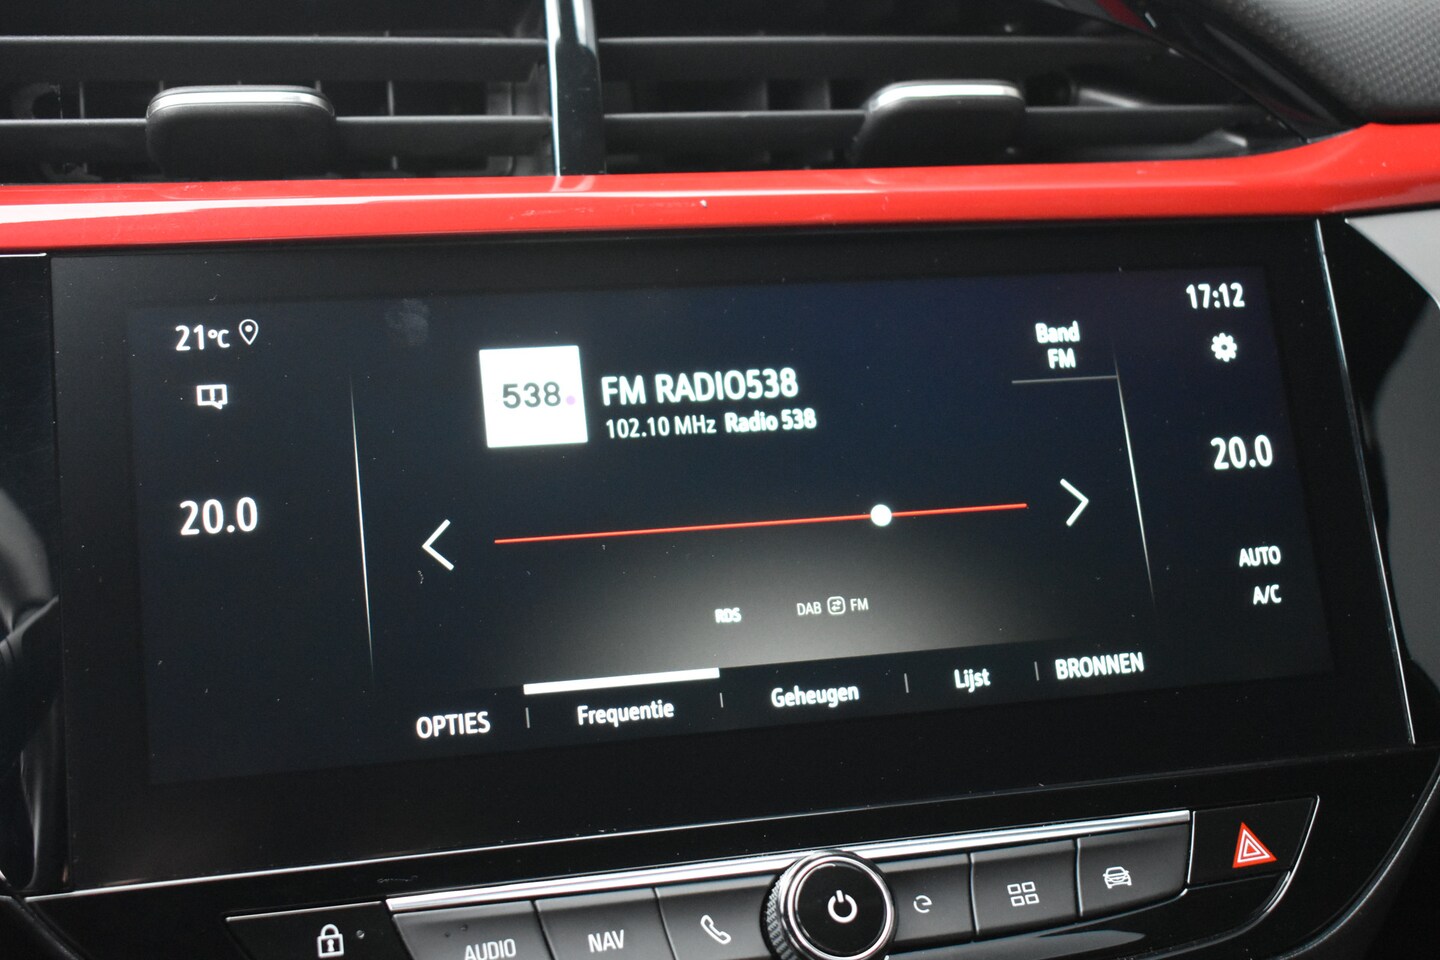 21°C
17:12
Band
FM
538
FM RADIO538
102.10 MHz Radio 538
20.0
20.0
AUTO
A/C
RDS
DAB FM
OPTIES
Frequentie
Geheugen
Lijst
BRONNEN
AUDIO
NAV